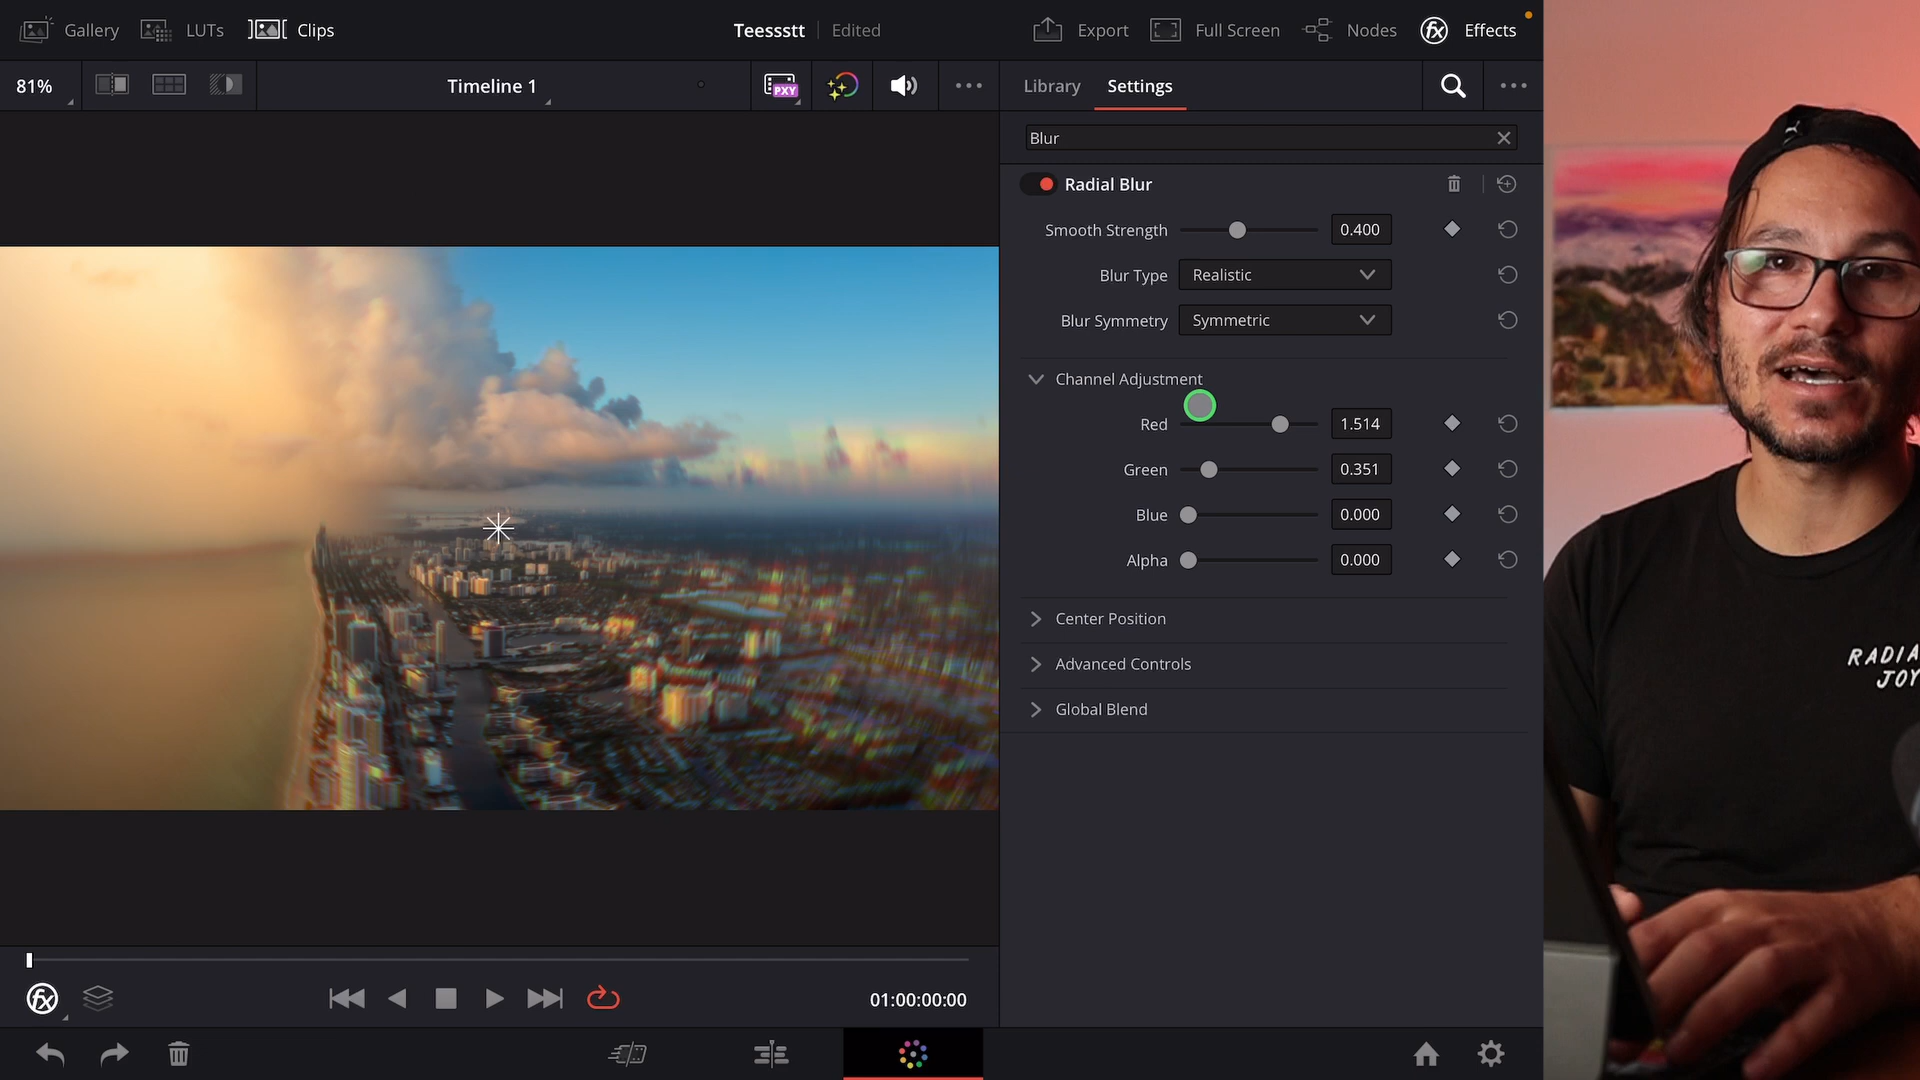 Gallery LUTs Clips Teessstt Edited Export Full Screen Nodes Effects
81% Timeline 1 PXY Library Settings
Blur
Radial Blur
Smooth Strength 0.400
Blur Type Realistic
Blur Symmetry Symmetric
Channel Adjustment
Red 1.514
Green 0.351
Blue 0.000
Alpha 0.000
Center Position
Advanced Controls
Global Blend
01:00:00:00
JOY